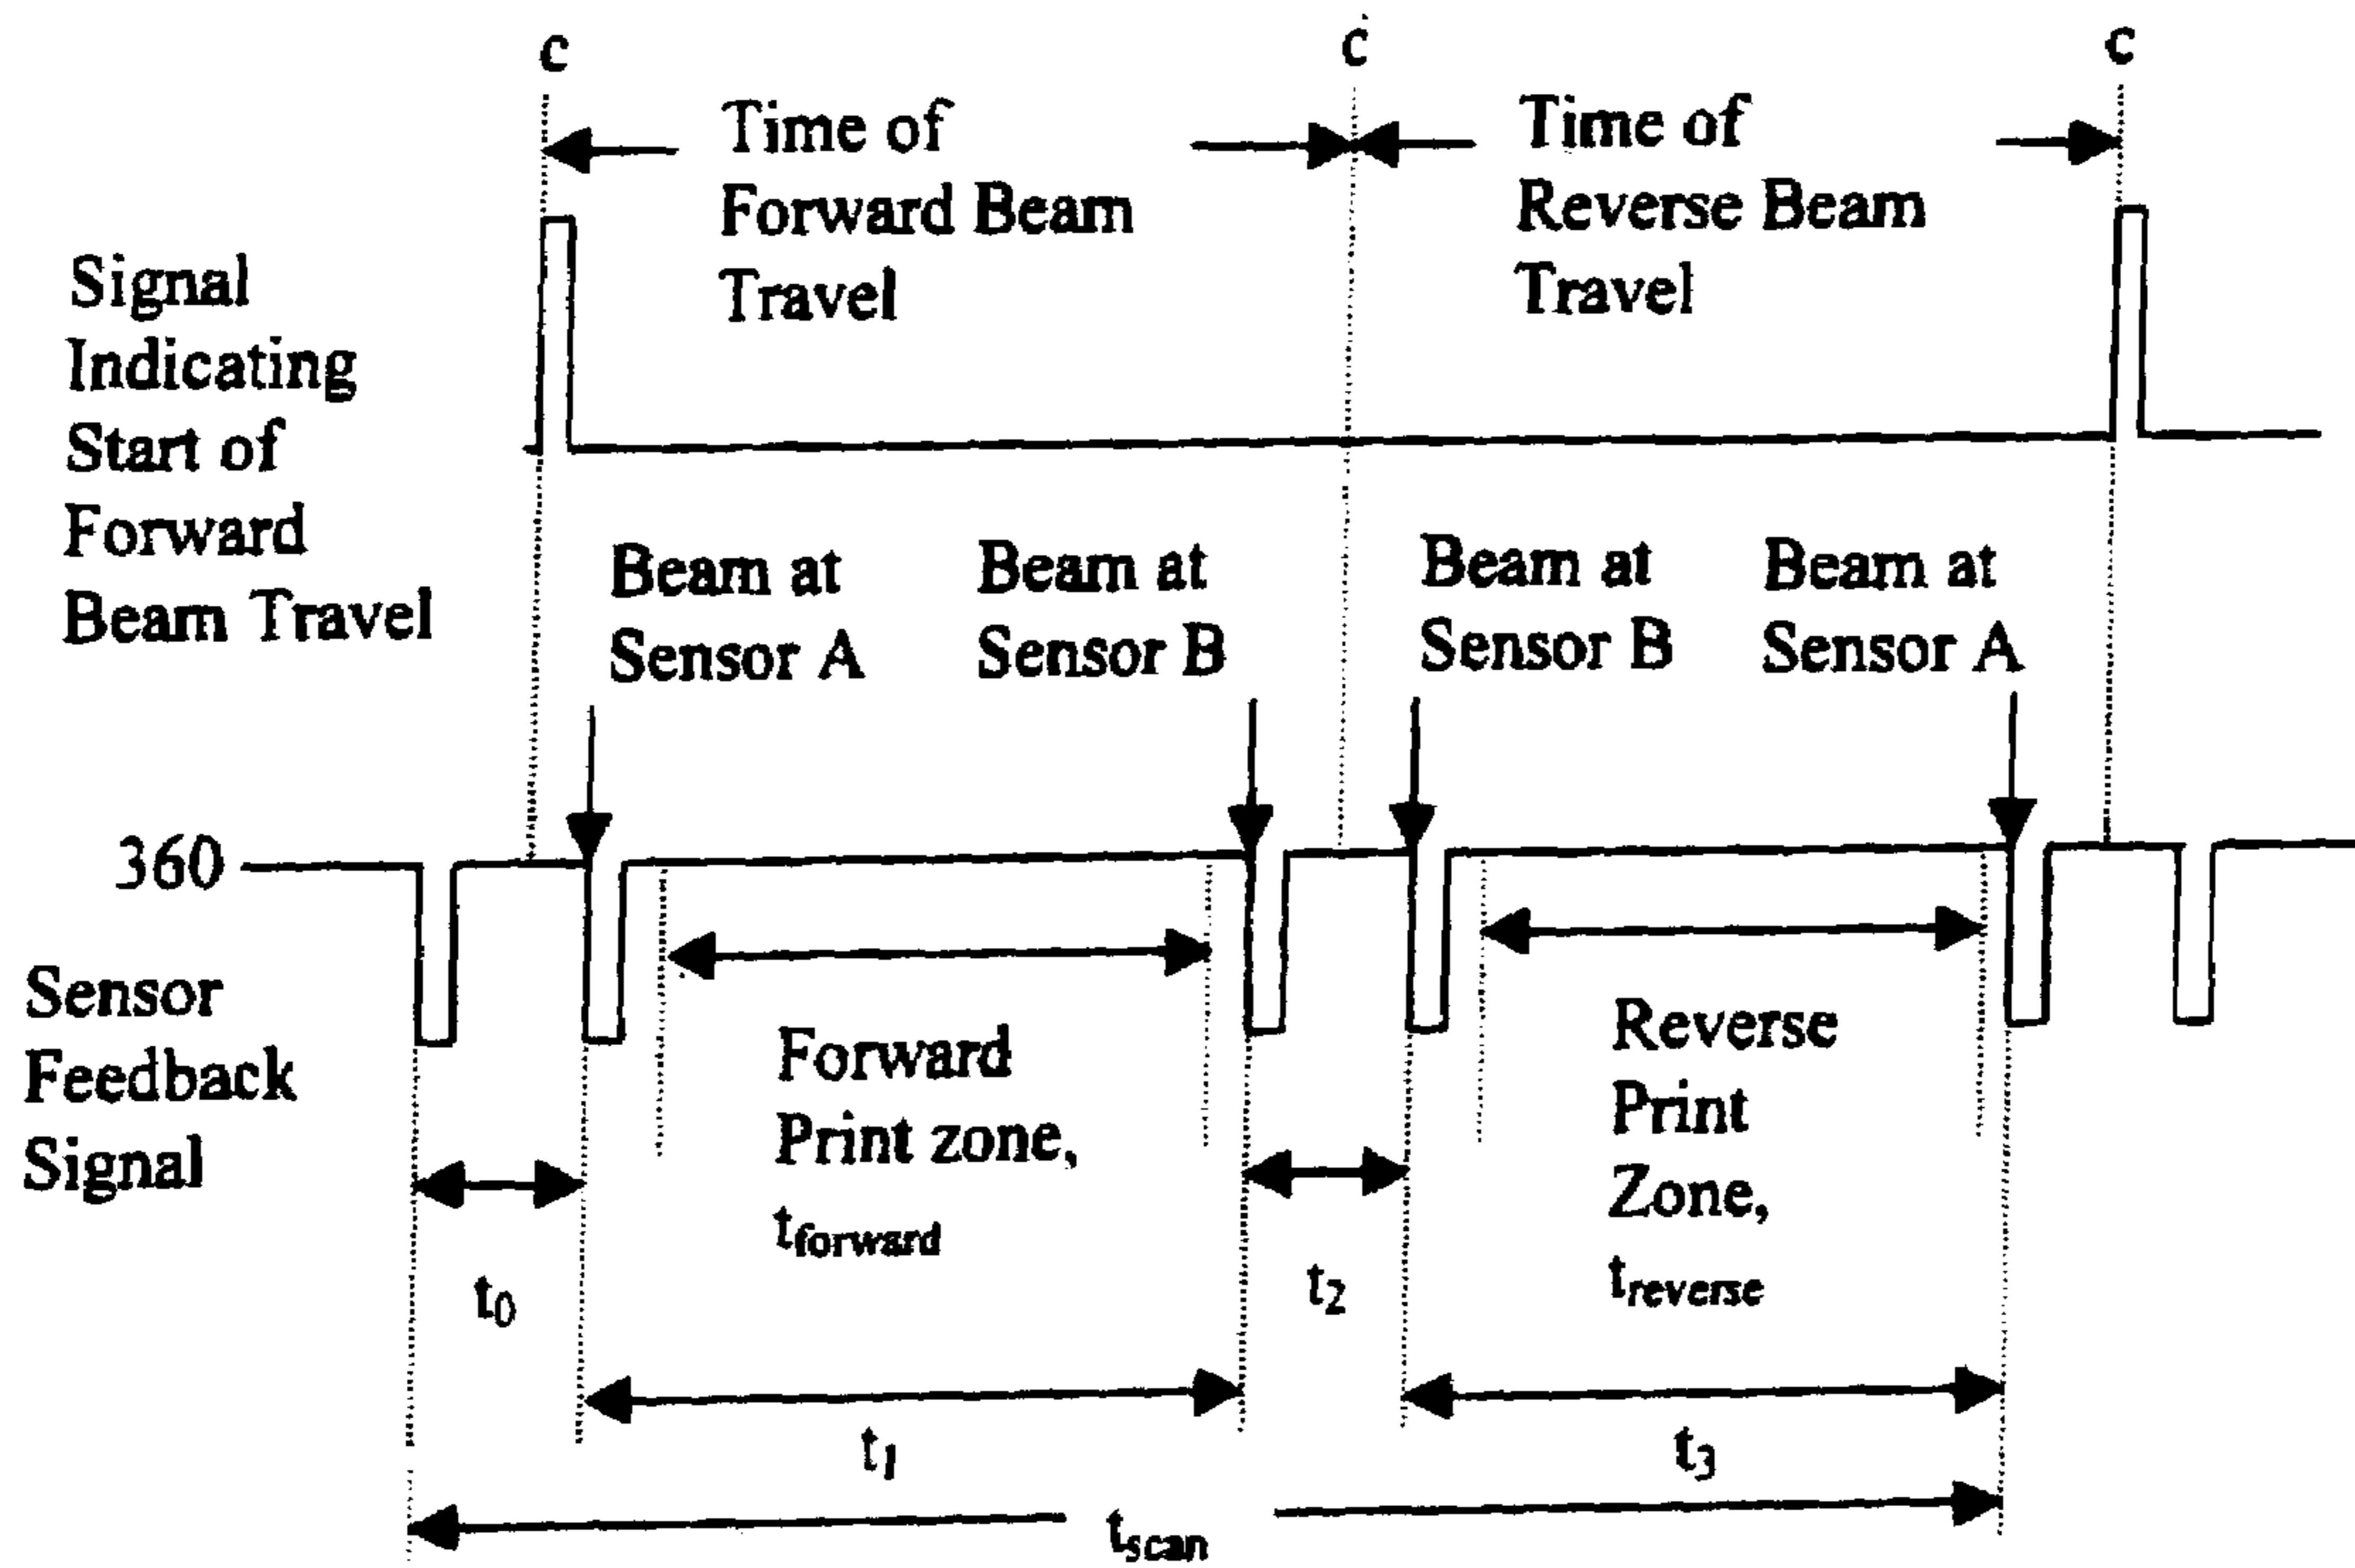 c
c
c
Time of
Forward Beam
Travel
Time of
Reverse Beam
Travel
Signal
Indicating
Start of
Forward
Beam Travel
Beam at
Sensor A
Beam at
Sensor B
Beam at
Sensor B
Beam at
Sensor A
360
Sensor
Feedback
Signal
Forward
Print zone,
tforward
Reverse
Print
Zone,
treverse
t0
t2
t1
t3
tscan